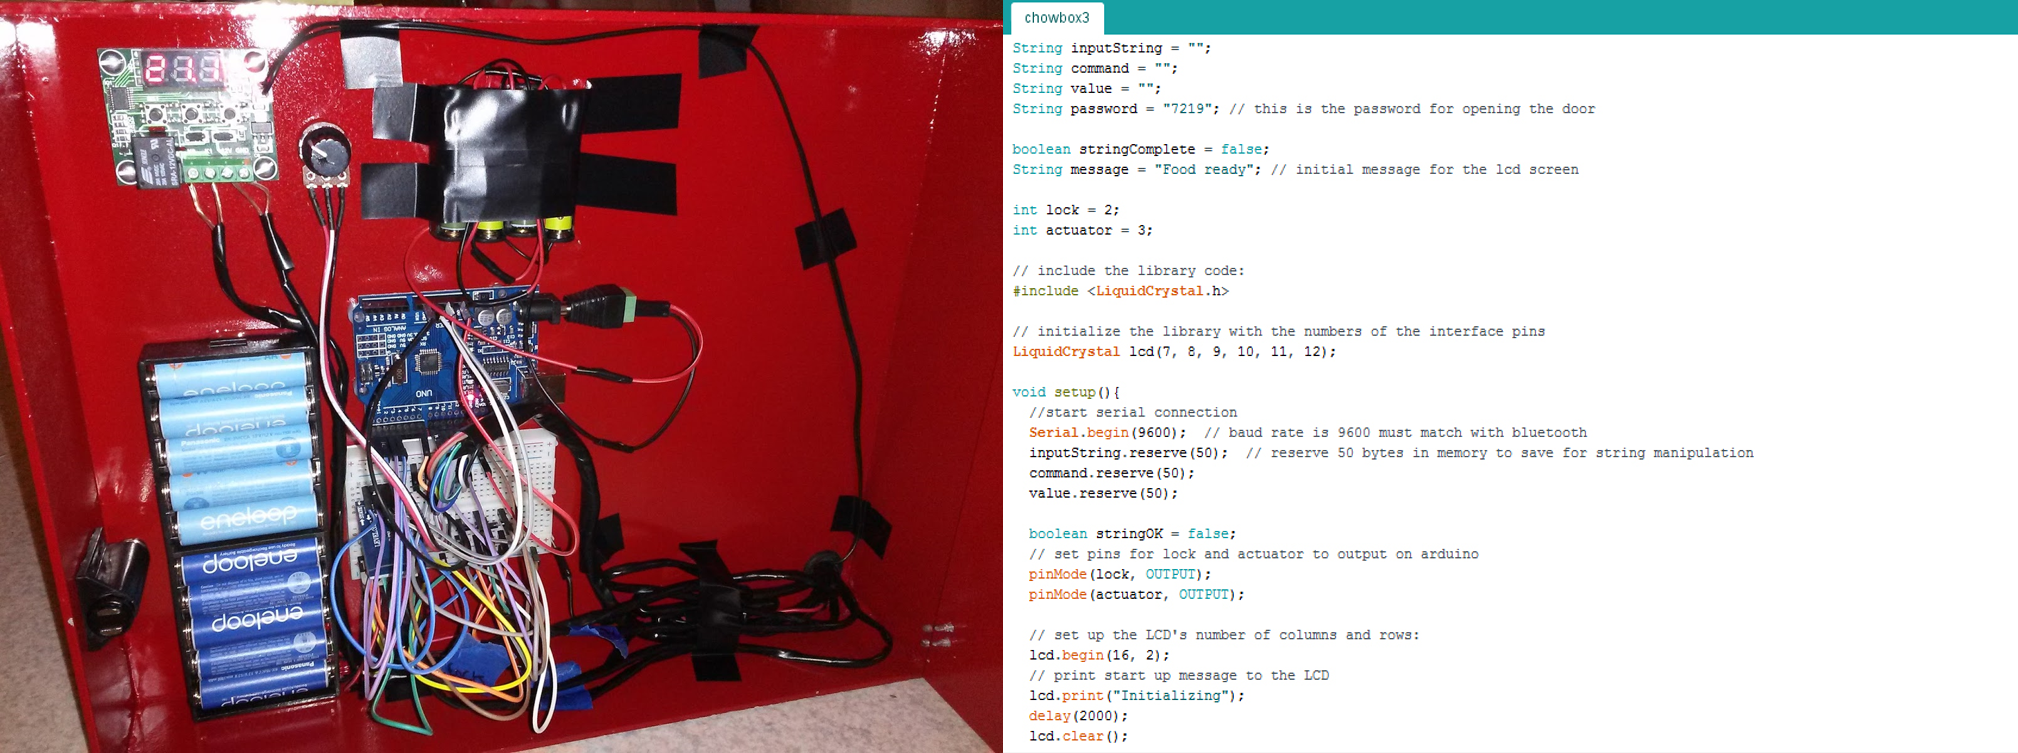 chowbox3
String inputString = "";
String command = "";
String value = "";
String password = "7219"; // this is the password for opening the door
boolean stringComplete = false;
String message = "Food ready"; // initial message for the lcd screen
int lock = 2;
int actuator = 3;
// include the library code:
#include <LiquidCrystal.h>
// initialize the library with the numbers of the interface pins
LiquidCrystal lcd(7, 8, 9, 10, 11, 12);
void setup(){
//start serial connection
Serial.begin(9600);  // baud rate is 9600 must match with bluetooth
inputString.reserve(50);  // reserve 50 bytes in memory to save for string manipulation
command.reserve(50);
value.reserve(50);
boolean stringOK = false;
// set pins for lock and actuator to output on arduino
pinMode(lock, OUTPUT);
pinMode(actuator, OUTPUT);
// set up the LCD's number of columns and rows:
lcd.begin(16, 2);
// print start up message to the LCD
lcd.print("Initializing");
delay(2000);
lcd.clear();
UNO
ANALOG IN
eneloop
Panasonic
eneloop
Panasonic
eneloop
eneloop
eneloop
Panasonic
eneloop